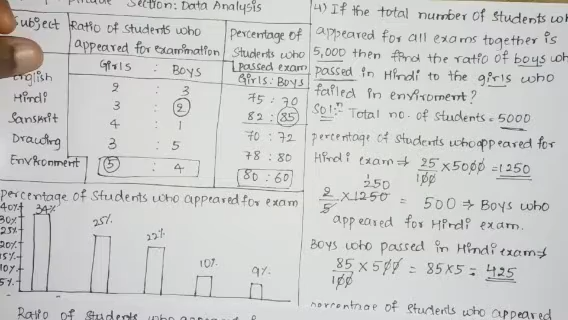 Section: Data Analysis
Subject
Ratio of students who appeared for examination
percentage of students who passed exam
Girls : Boys
Girls : Boys
English 2 : 3 75 : 70
Hindi 3 : 2 82 : 85
Sanskrit 4 : 1 70 : 72
Drawing 3 : 5 78 : 80
Environment 5 : 4 80 : 60
percentage of Students who appeared for exam
40%
30%
25%
20%
15%
10%
5%
34%
25%
22%
10%
9%
Ratio of students who
4) If the total number of students
appeared for all exams together is
5,000 then find the ratio of boys
passed in Hindi to the girls who
failed in enviroment?
Sol:n Total no. of students = 5000
percentage of students who appeared for
Hindi exam ⇒ 25/100 × 5000 = 1250
250
2/5 × 1250 = 500 ⇒ Boys who
appeared for Hindi exam.
Boys who passed in Hindi exam ⇒
85/100 × 500 = 85×5 = 425
percentage of students who appeared